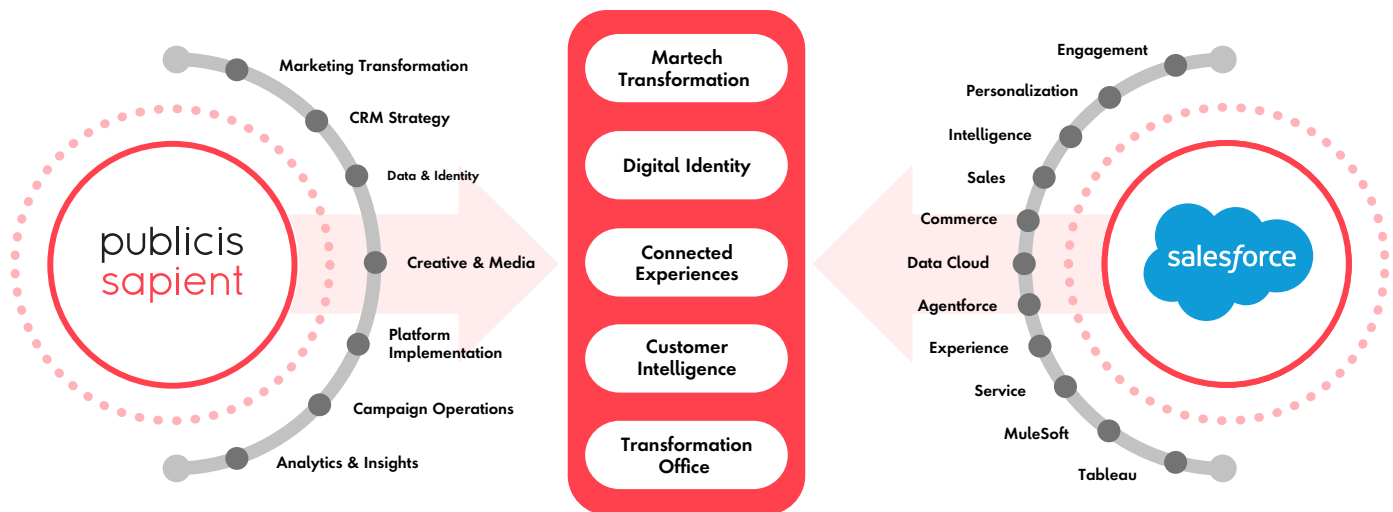 publicis
sapient
Marketing Transformation
CRM Strategy
Data & Identity
Creative & Media
Platform
Implementation
Campaign Operations
Analytics & Insights
Martech
Transformation
Digital Identity
Connected
Experiences
Customer
Intelligence
Transformation
Office
Engagement
Personalization
Intelligence
Sales
Commerce
Data Cloud
Agentforce
Experience
Service
MuleSoft
Tableau
salesforce